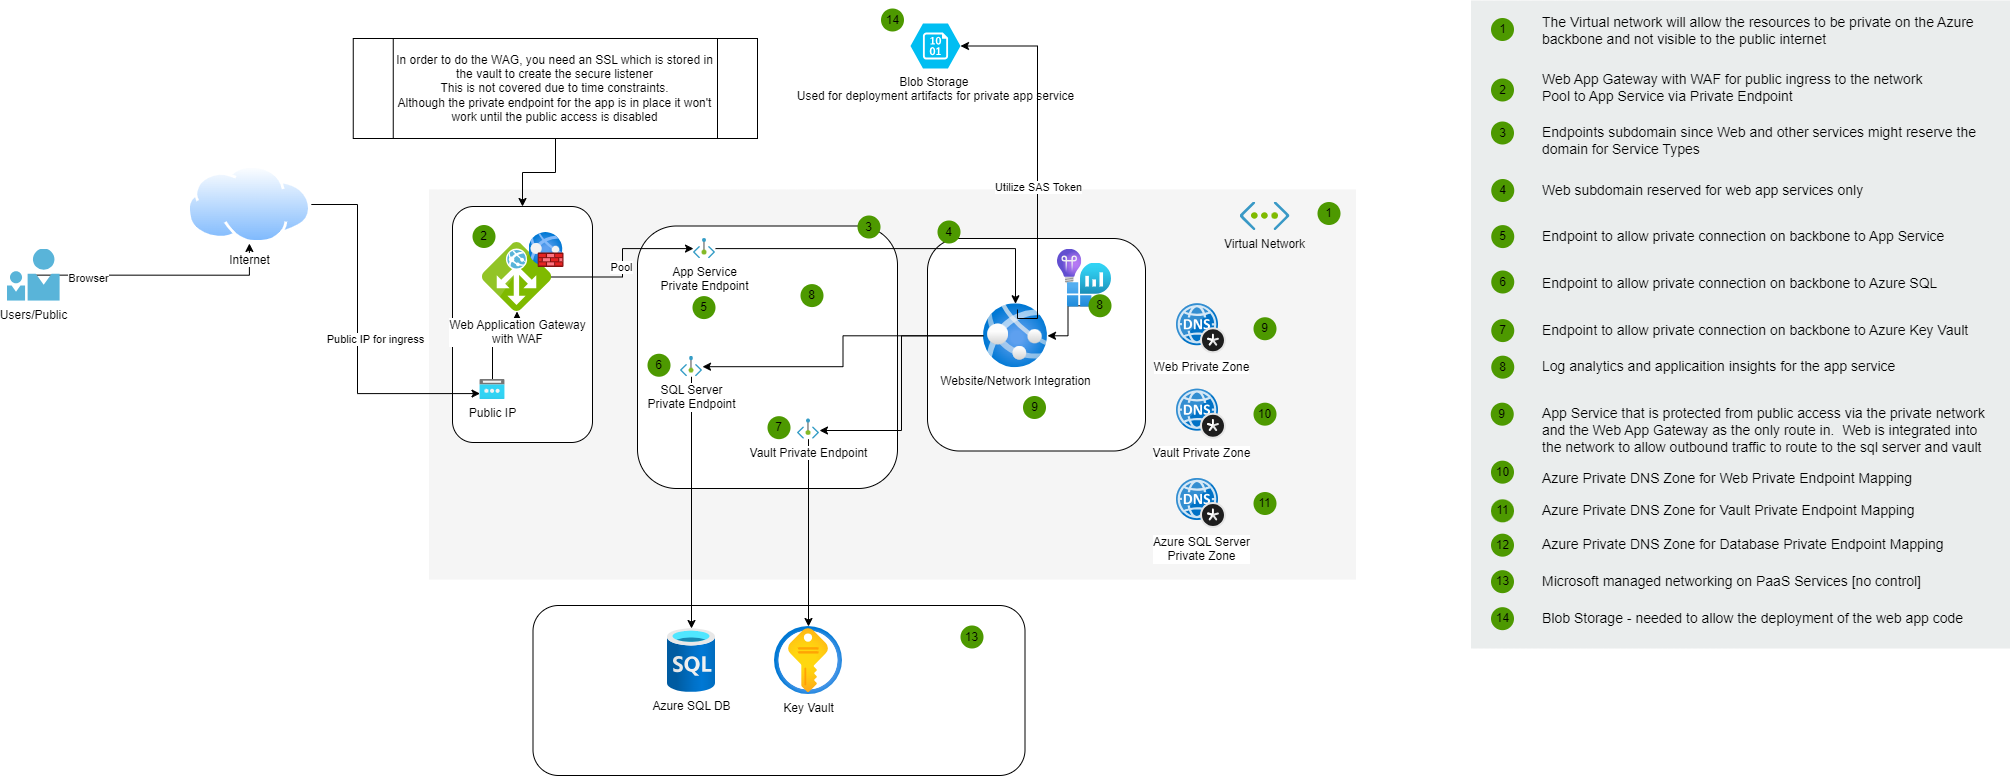 14
Blob Storage
Used for deployment artifacts for private app service
In order to do the WAG, you need an SSL which is stored in
the vault to create the secure listener
This is not covered due to time constraints.
Although the private endpoint for the app is in place it won't
work until the public access is disabled
Utilize SAS Token
Users/Public
Browser
Internet
Public IP for ingress
2
Web Application Gateway
with WAF
Public IP
Pool
3
App Service
Private Endpoint
5
8
6
SQL Server
Private Endpoint
7
Vault Private Endpoint
4
8
Website/Network Integration
9
Virtual Network
1
DNS
9
Web Private Zone
DNS
10
Vault Private Zone
DNS
11
Azure SQL Server
Private Zone
SQL
Azure SQL DB
Key Vault
13
10
01
1
The Virtual network will allow the resources to be private on the Azure
backbone and not visible to the public internet
2
Web App Gateway with WAF for public ingress to the network
Pool to App Service via Private Endpoint
3
Endpoints subdomain since Web and other services might reserve the
domain for Service Types
4
Web subdomain reserved for web app services only
5
Endpoint to allow private connection on backbone to App Service
6
Endpoint to allow private connection on backbone to Azure SQL
7
Endpoint to allow private connection on backbone to Azure Key Vault
8
Log analytics and applicaition insights for the app service
9
App Service that is protected from public access via the private network
and the Web App Gateway as the only route in.  Web is integrated into
the network to allow outbound traffic to route to the sql server and vault
10
Azure Private DNS Zone for Web Private Endpoint Mapping
11
Azure Private DNS Zone for Vault Private Endpoint Mapping
12
Azure Private DNS Zone for Database Private Endpoint Mapping
13
Microsoft managed networking on PaaS Services [no control]
14
Blob Storage - needed to allow the deployment of the web app code